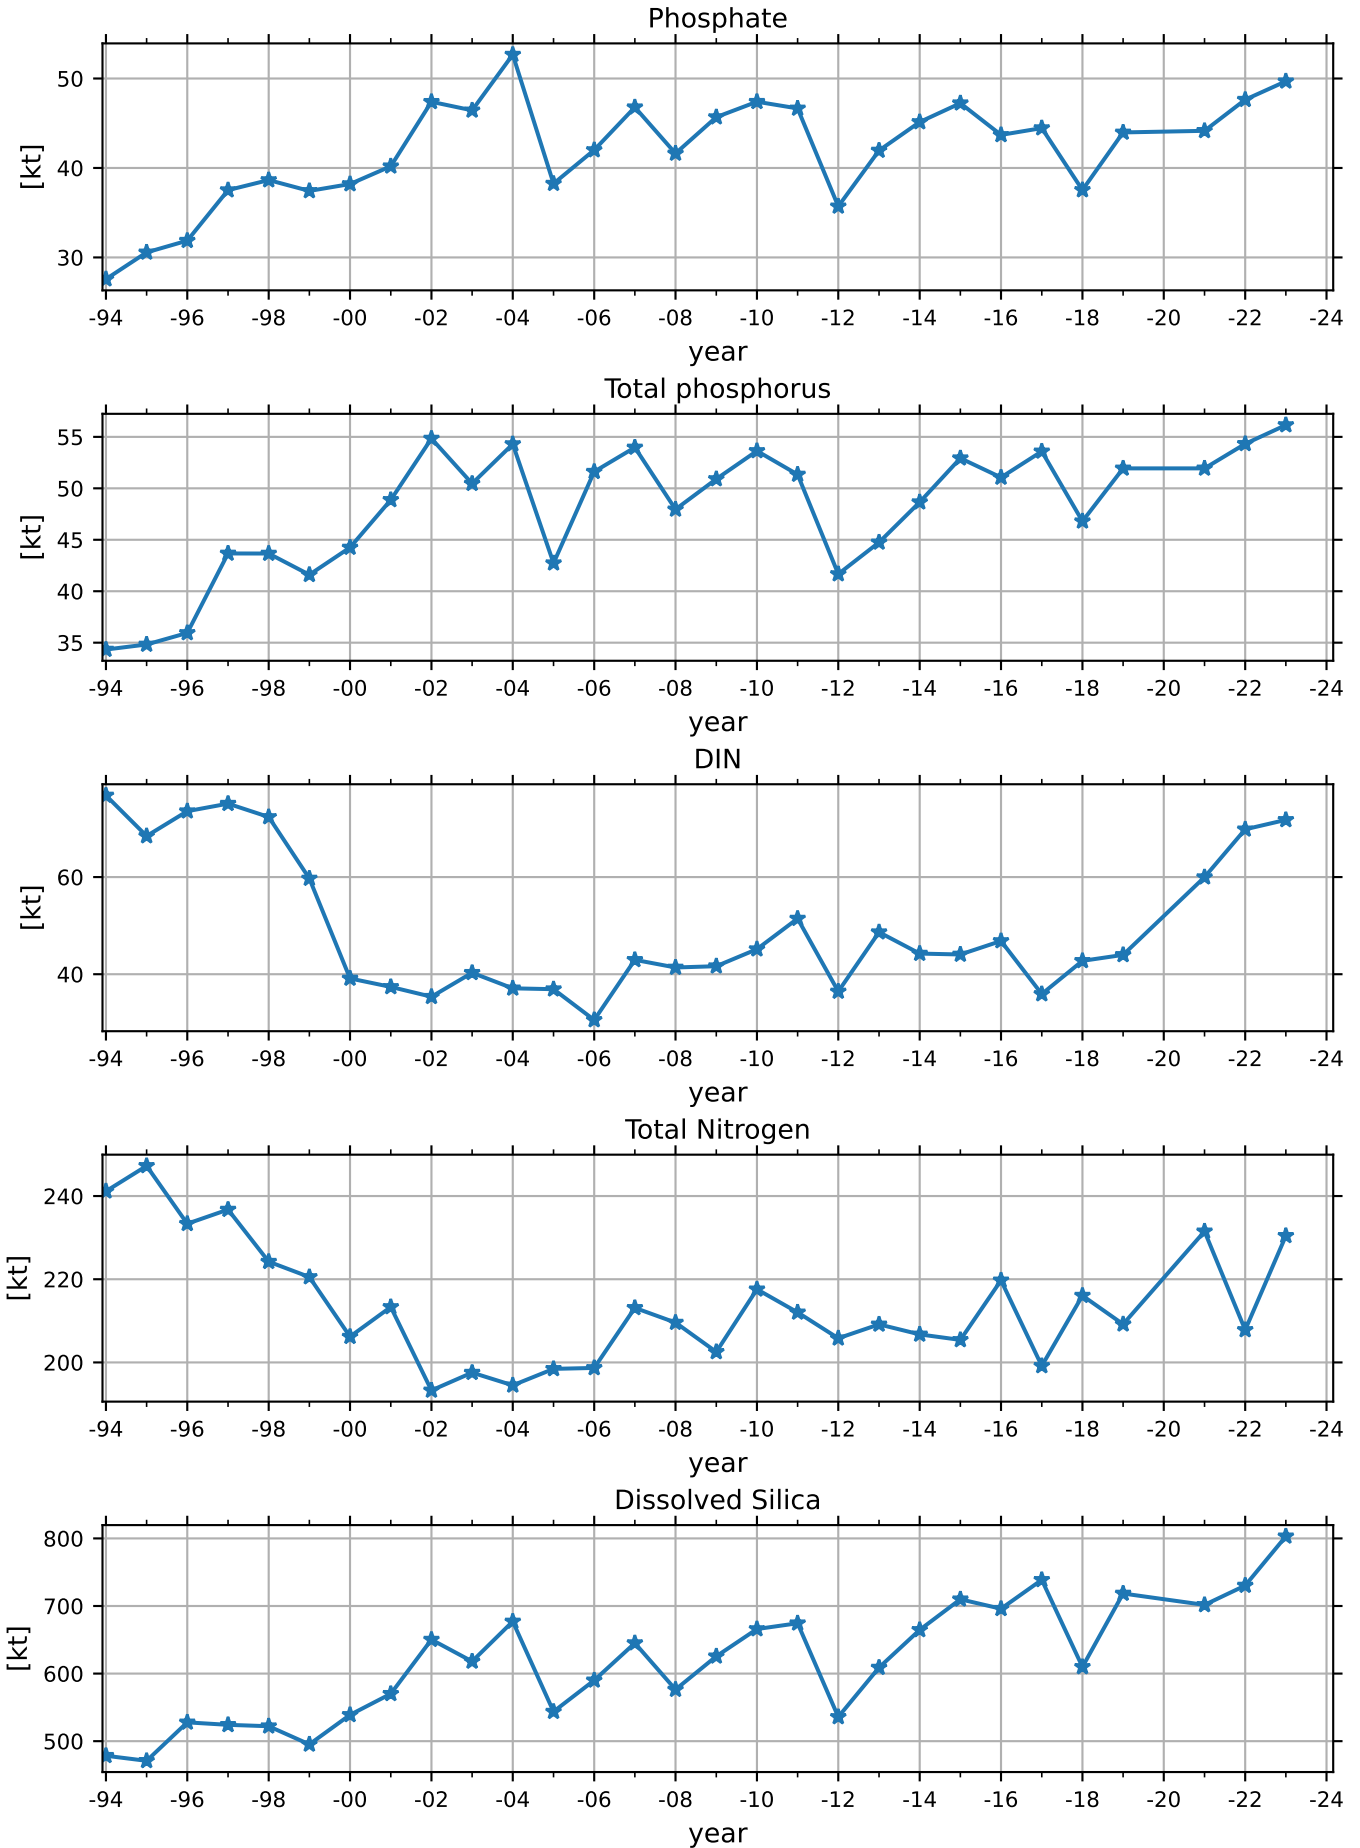 Phosphate
50
40
30
[kt]
-94 -96 -98 -00 -02 -04 -06 -08 -10 -12 -14 -16 -18 -20 -22 -24
year
Total phosphorus
55
50
45
40
35
[kt]
-94 -96 -98 -00 -02 -04 -06 -08 -10 -12 -14 -16 -18 -20 -22 -24
year
DIN
60
40
[kt]
-94 -96 -98 -00 -02 -04 -06 -08 -10 -12 -14 -16 -18 -20 -22 -24
year
Total Nitrogen
240
220
200
[kt]
-94 -96 -98 -00 -02 -04 -06 -08 -10 -12 -14 -16 -18 -20 -22 -24
year
Dissolved Silica
800
700
600
500
[kt]
-94 -96 -98 -00 -02 -04 -06 -08 -10 -12 -14 -16 -18 -20 -22 -24
year